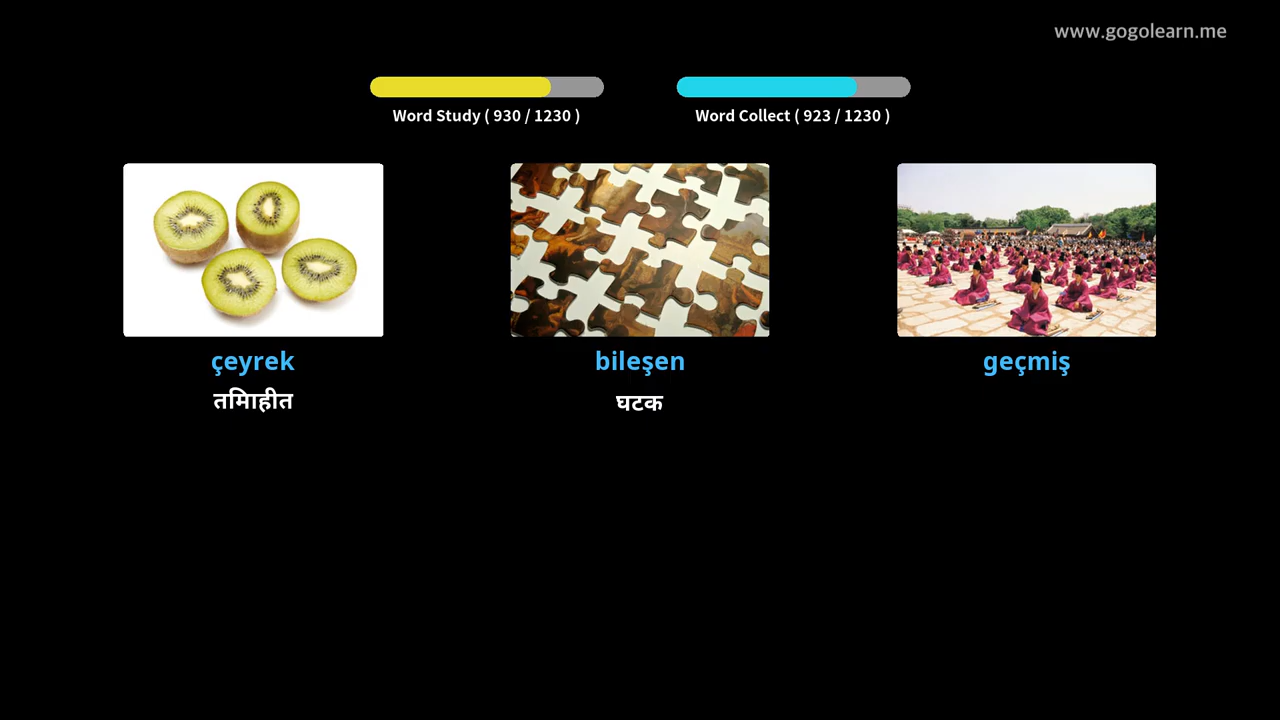 www.gogolearn.me
Word Study ( 930 / 1230 )
Word Collect ( 923 / 1230 )
çeyrek
bileşen
geçmiş
तमिाहीत
घटक